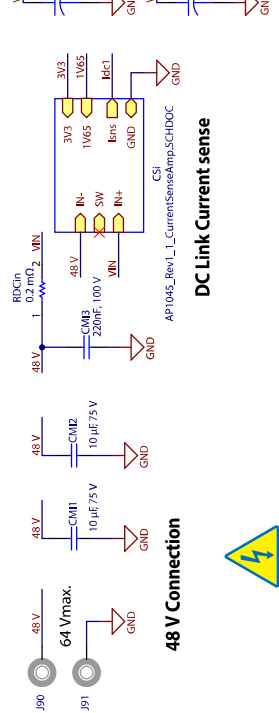 J90
48 V
64 Vmax.
J91
GND
48 V Connection
48 V
CMI1
10 µF, 75 V
GND
48 V
CMI2
10 µF, 75 V
GND
48 V
1
RDCin
0.2 mΩ
2
VIN
CMI3
220nF, 100 V
GND
48 V
VIN
IN-
SW
IN+
3V3
1V65
Isns
GND
3V3
1V65
Idc1
GND
CSi
AP1045_Rev1_1_CurrentSenseAmp.SCHDOC
DC Link Current sense
GND
GND